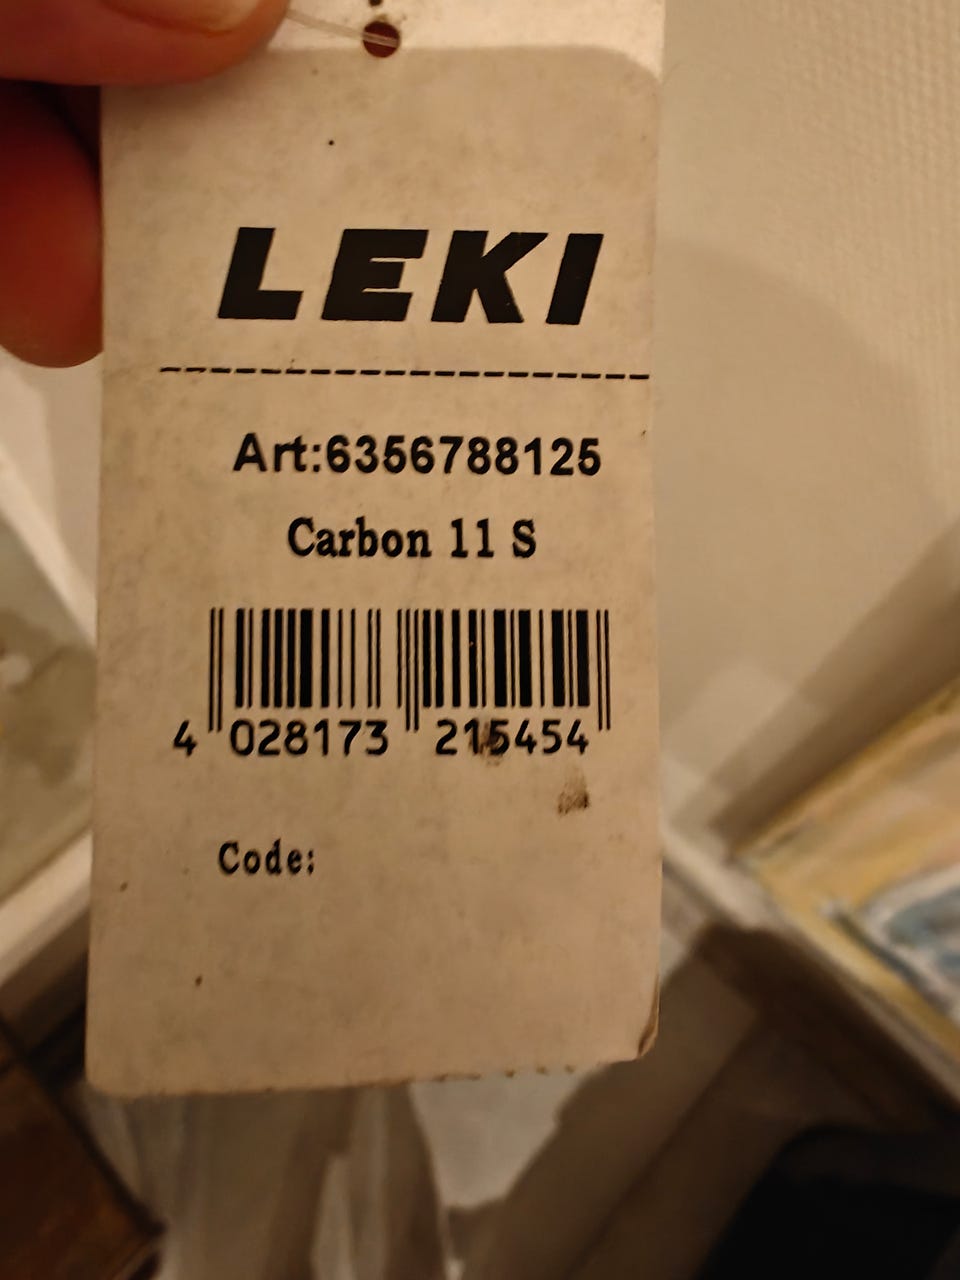 LEKI
Art:6356788125
Carbon 11 S
4 028173 215454
Code: